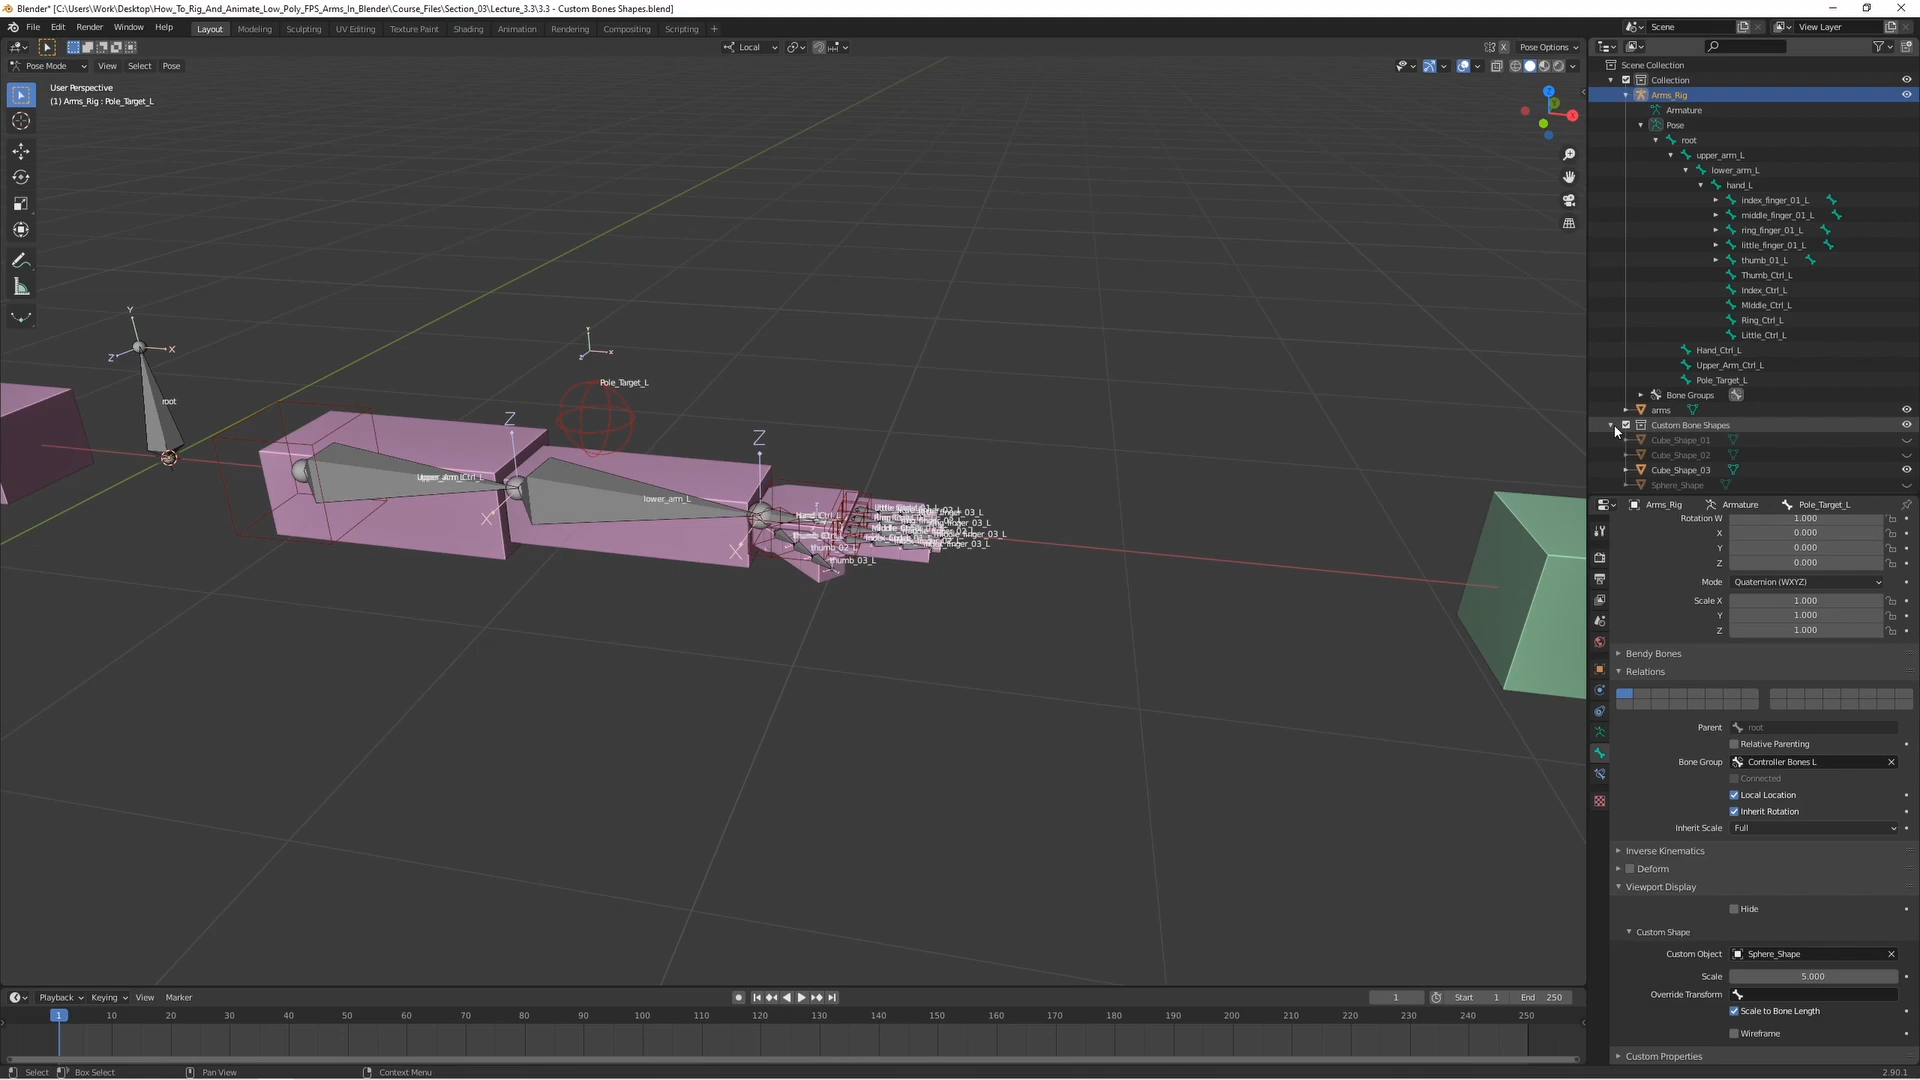 Blender* [C:\Users\Work\Desktop\How_To_Rig_And_Animate_Low_Poly_FPS_Arms_In_Blender\Course_Files\Section_03\Lecture_3.3\3.3 - Custom Bones Shapes.blend]
File Edit Render Window Help Layout Modeling Sculpting UV Editing Texture Paint Shading Animation Rendering Compositing Scripting + Scene View Layer
Local Pose Options
Pose Mode View Select Pose
User Perspective
(1) Arms_Rig : Pole_Target_L
Scene Collection
Collection
Arms_Rig
Armature
Pose
root
upper_arm_L
lower_arm_L
hand_L
index_finger_01_L
middle_finger_01_L
ring_finger_01_L
little_finger_01_L
thumb_01_L
Thumb_Ctrl_L
Index_Ctrl_L
MIddle_Ctrl_L
Ring_Ctrl_L
Little_Ctrl_L
Hand_Ctrl_L
Upper_Arm_Ctrl_L
Pole_Target_L
Bone Groups
arms
Custom Bone Shapes
Cube_Shape_01
Cube_Shape_02
Cube_Shape_03
Sphere_Shape
Z
X
Y
Z
X
root
Y
Z
X
Pole_Target_L
Z
X
Z
X
lower_arm_L
Hand_Ctrl_L
thumb_02_L
thumb_03_L
Arms_Rig Armature Pole_Target_L
Rotation W 1.000
X 0.000
Y 0.000
Z 0.000
Mode Quaternion (WXYZ)
Scale X 1.000
Y 1.000
Z 1.000
Bendy Bones
Relations
Parent root
Relative Parenting
Bone Group Controller Bones L
Connected
Local Location
Inherit Rotation
Inherit Scale Full
Inverse Kinematics
Deform
Viewport Display
Hide
Custom Shape
Custom Object Sphere_Shape
Scale 5.000
Override Transform
Scale to Bone Length
Wireframe
Custom Properties
Playback Keying View Marker 1 Start 1 End 250
1 10 20 30 40 50 60 70 80 90 100 110 120 130 140 150 160 170 180 190 200 210 220 230 240 250
Select Box Select Pan View Context Menu 2.90.1